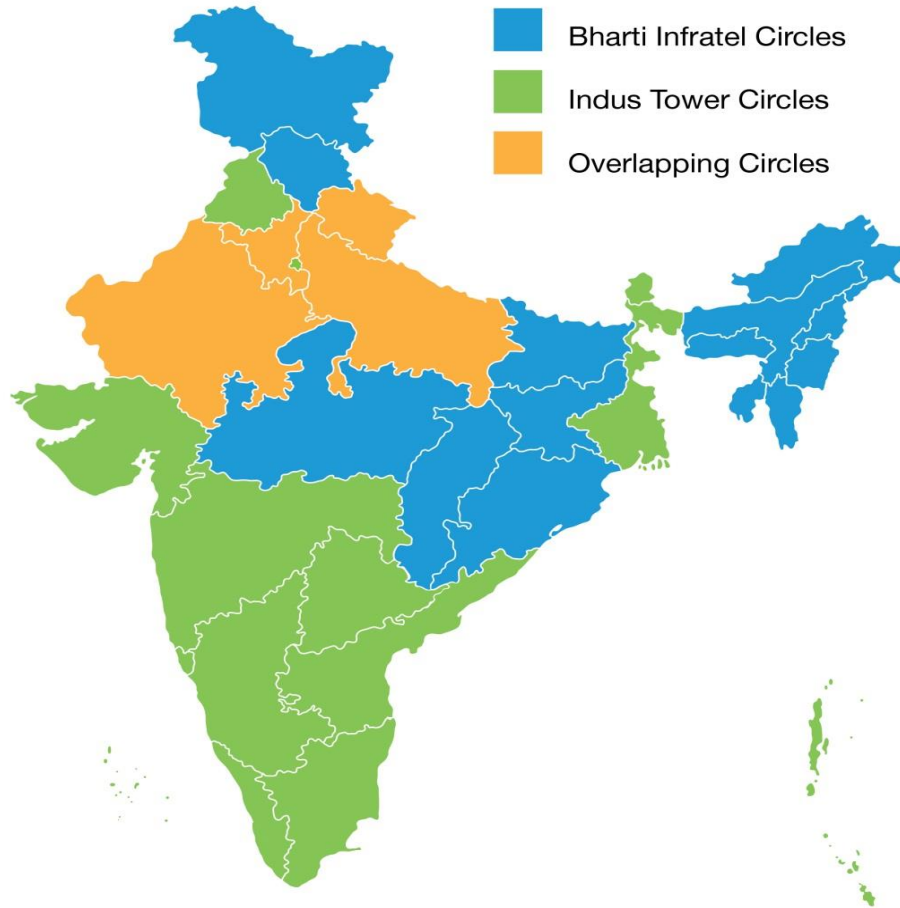 Bharti Infratel Circles
Indus Tower Circles
Overlapping Circles